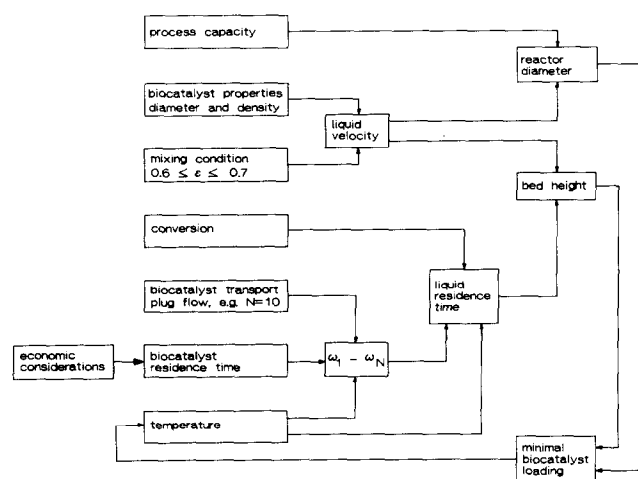 process capacity
reactor
diameter
biocatalyst properties
diameter and density
liquid
velocity
mixing condition
0.6 ≤ ε ≤ 0.7
bed height
conversion
liquid
residence
time
biocatalyst transport
plug flow, e.g. N=10
economic
considerations
biocatalyst
residence time
ω1 − ωN
temperature
minimal
biocatalyst
loading